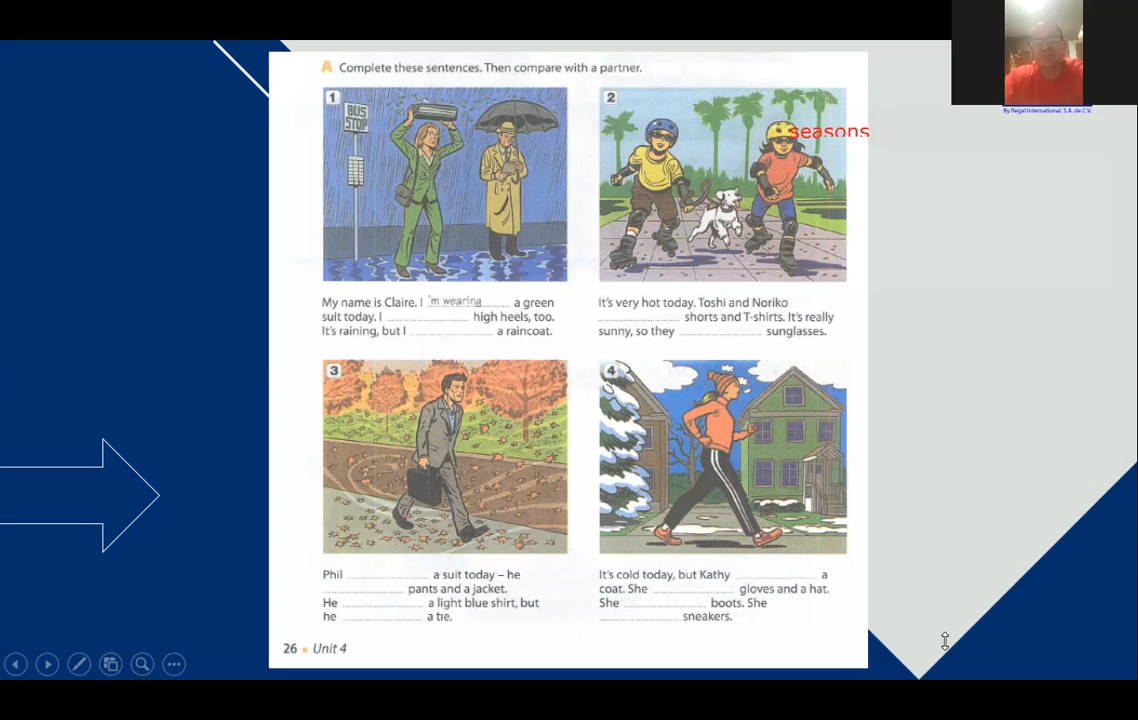 By Regal International, S.A. de C.V.
A Complete these sentences. Then compare with a partner.
1
BUS
STOP
2
seasons
My name is Claire. I 'm wearing a green
suit today. I ............ high heels, too.
It's raining, but I ............ a raincoat.
It's very hot today. Toshi and Noriko
............ shorts and T-shirts. It's really
sunny, so they ............ sunglasses.
3
4
Phil ............ a suit today – he
............ pants and a jacket.
He ............ a light blue shirt, but
he ............ a tie.
It's cold today, but Kathy ............ a
coat. She ............ gloves and a hat.
She ............ boots. She
............ sneakers.
26 • Unit 4